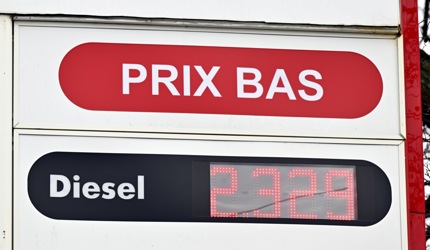 PRIX BAS
Diesel 2.329